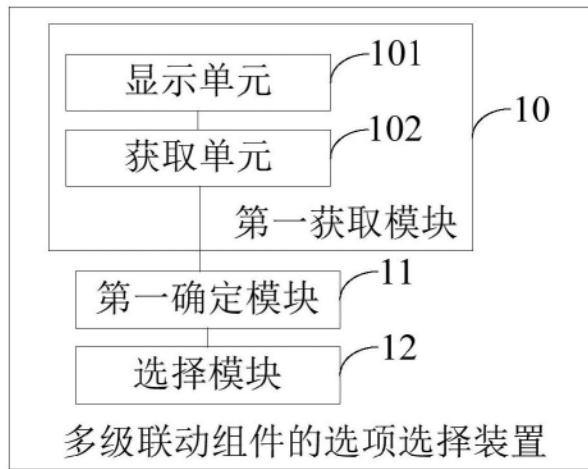 显示单元 101
获取单元 102
10
第一获取模块
第一确定模块 11
选择模块 12
多级联动组件的选项选择装置